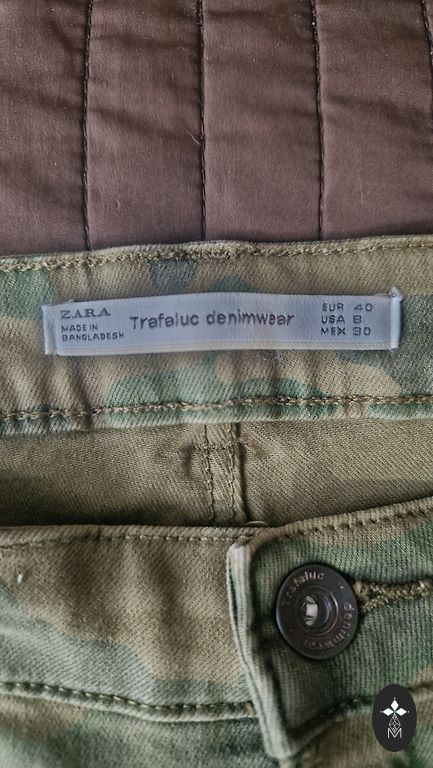 ZARA
MADE IN
BANGLADESH
Trafaluc denimwear
EUR 40
USA 8
MEX 30
Trafaluc
denimwear
M